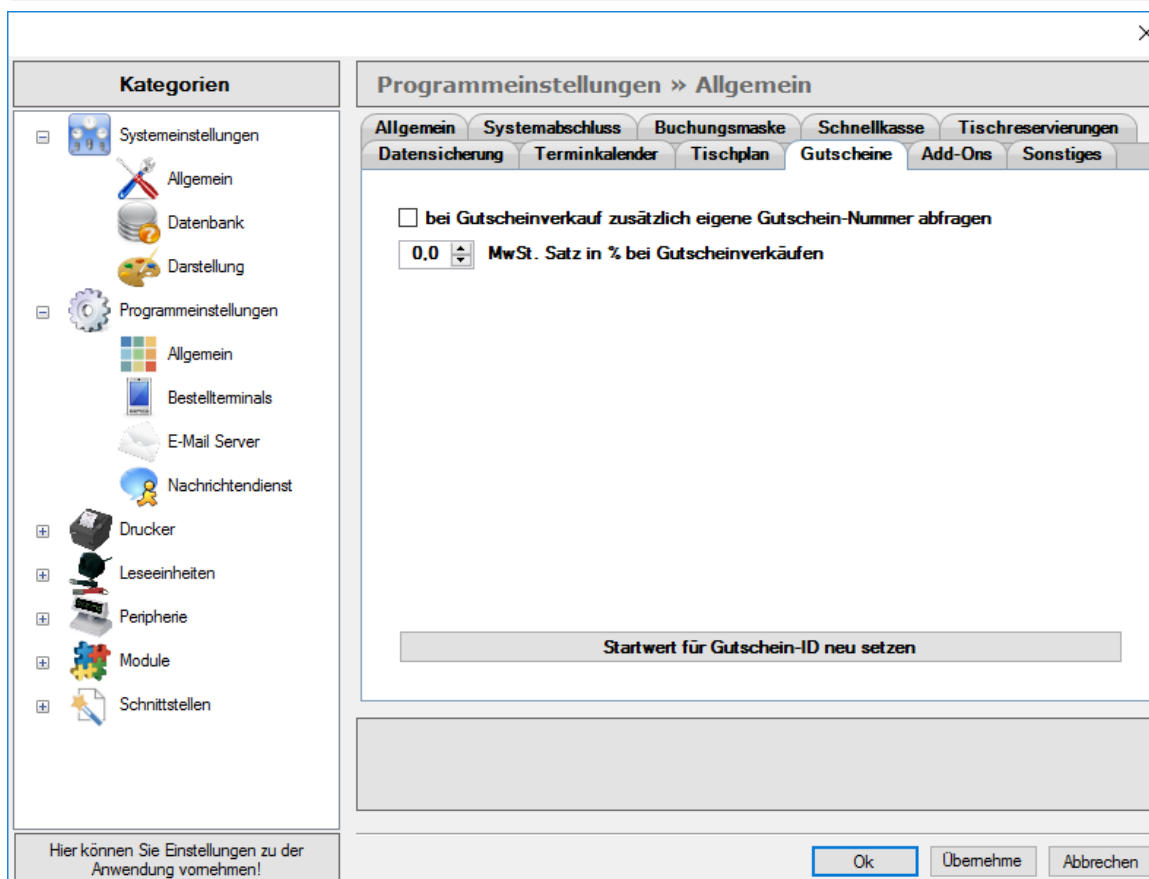 Kategorien
Systemeinstellungen
Allgemein
Datenbank
Darstellung
Programmeinstellungen
Allgemein
Bestellterminals
E-Mail Server
Nachrichtendienst
Drucker
Leseeinheiten
Peripherie
Module
Schnittstellen
Hier können Sie Einstellungen zu der
Anwendung vornehmen!
Programmeinstellungen » Allgemein
Allgemein Systemabschluss Buchungsmaske Schnellkasse Tischreservierungen
Datensicherung Terminkalender Tischplan Gutscheine Add-Ons Sonstiges
bei Gutscheinverkauf zusätzlich eigene Gutschein-Nummer abfragen
0,0 MwSt. Satz in % bei Gutscheinverkäufen
Startwert für Gutschein-ID neu setzen
Ok Übernehme Abbrechen